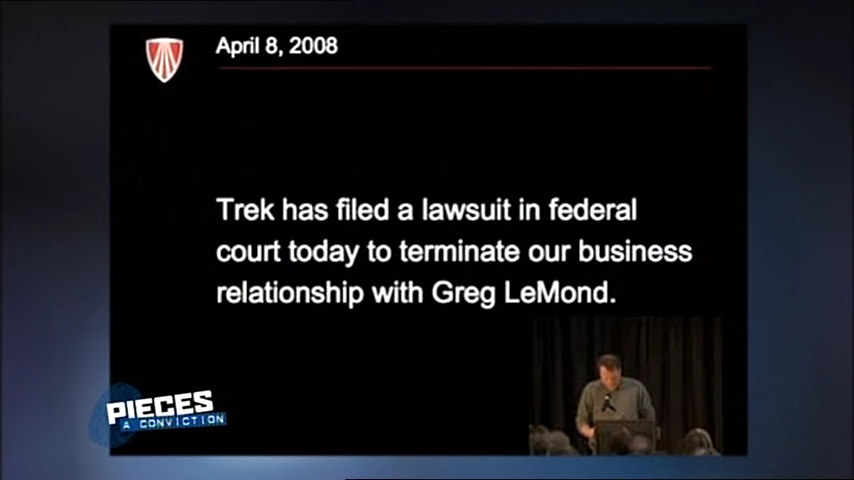 April 8, 2008
Trek has filed a lawsuit in federal
court today to terminate our business
relationship with Greg LeMond.
PIECES
A CONVICTION